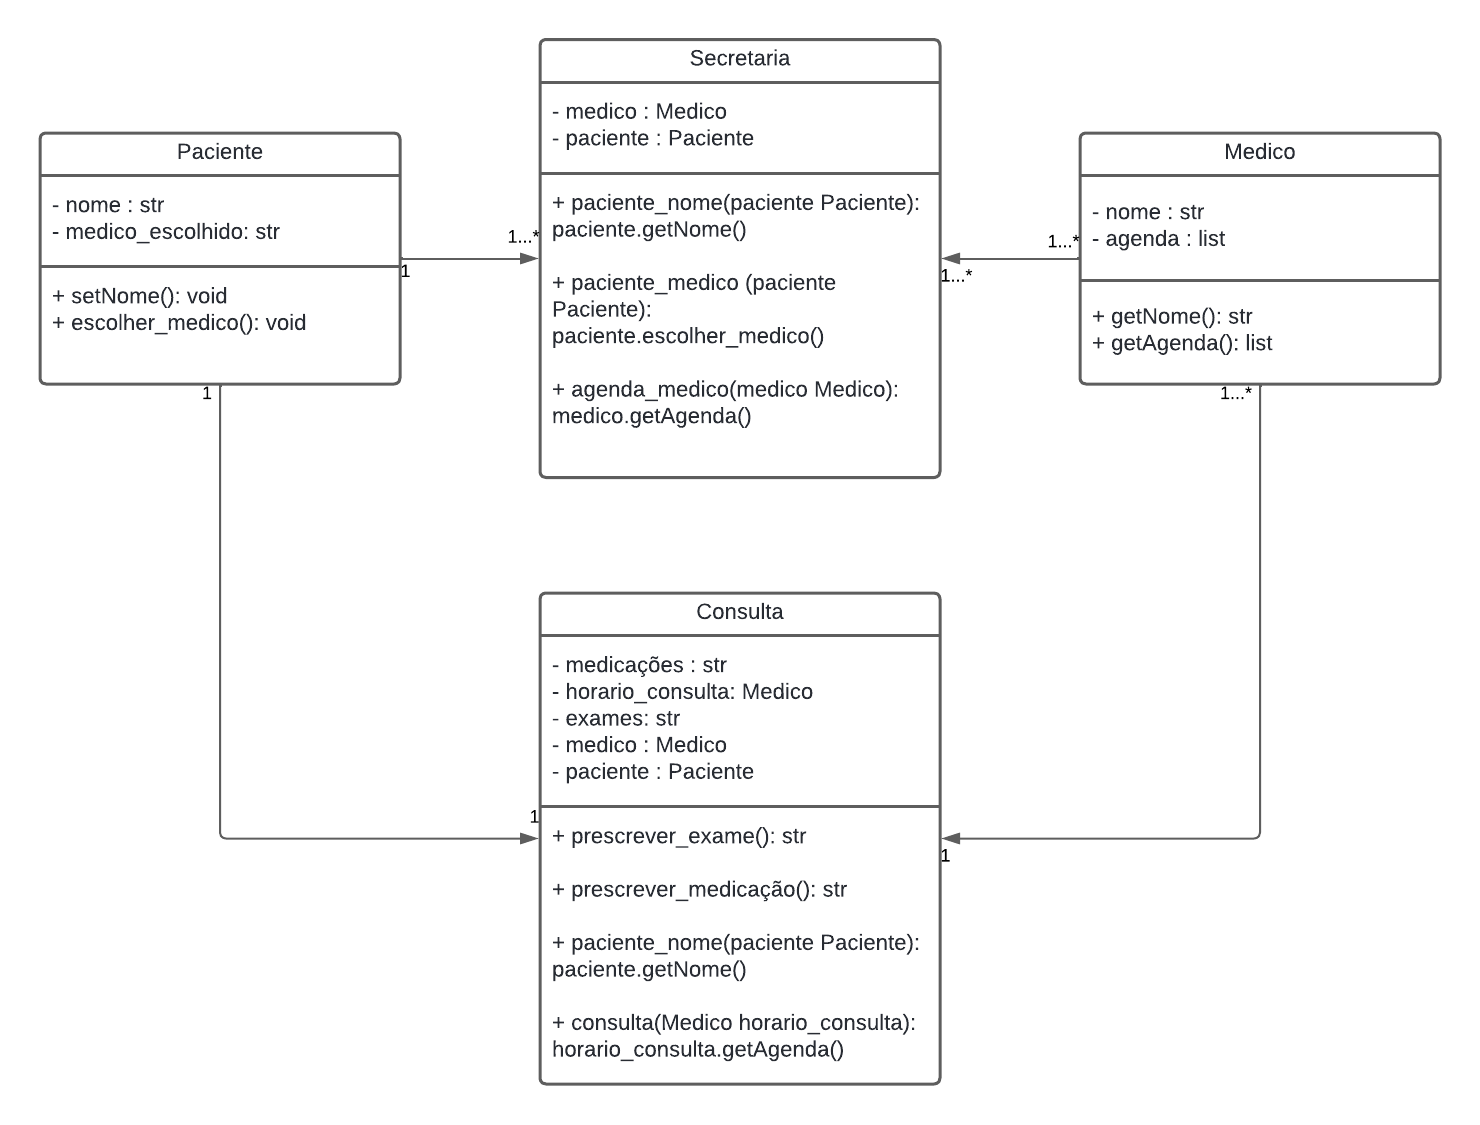 Secretaria
- medico : Medico
- paciente : Paciente
+ paciente_nome(paciente Paciente):
paciente.getNome()
+ paciente_medico (paciente
Paciente):
paciente.escolher_medico()
+ agenda_medico(medico Medico):
medico.getAgenda()
Paciente
- nome : str
- medico_escolhido: str
+ setNome(): void
+ escolher_medico(): void
Medico
- nome : str
- agenda : list
+ getNome(): str
+ getAgenda(): list
1...*
1
1...*
1...*
1
1...*
Consulta
- medicações : str
- horario_consulta: Medico
- exames: str
- medico : Medico
- paciente : Paciente
+ prescrever_exame(): str
+ prescrever_medicação(): str
+ paciente_nome(paciente Paciente):
paciente.getNome()
+ consulta(Medico horario_consulta):
horario_consulta.getAgenda()
1
1